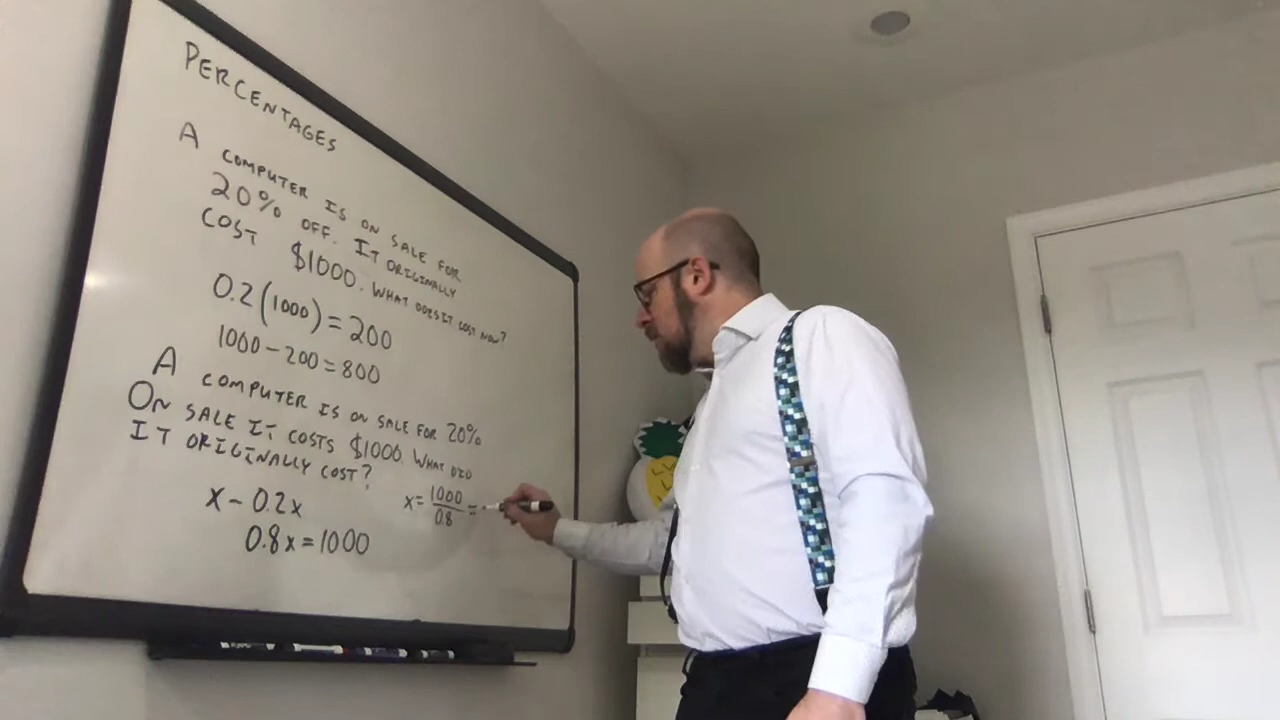 PERCENTAGES
A COMPUTER IS ON SALE FOR
20% OFF. IT ORIGINALLY
COST $1000. WHAT DOES IT COST NOW?
0.2(1000)=200
1000-200=800
A COMPUTER IS ON SALE FOR 20%
ON SALE IT COSTS $1000. WHAT DID
IT ORIGINALLY COST?
x-0.2x
0.8x=1000
x=1000/0.8=